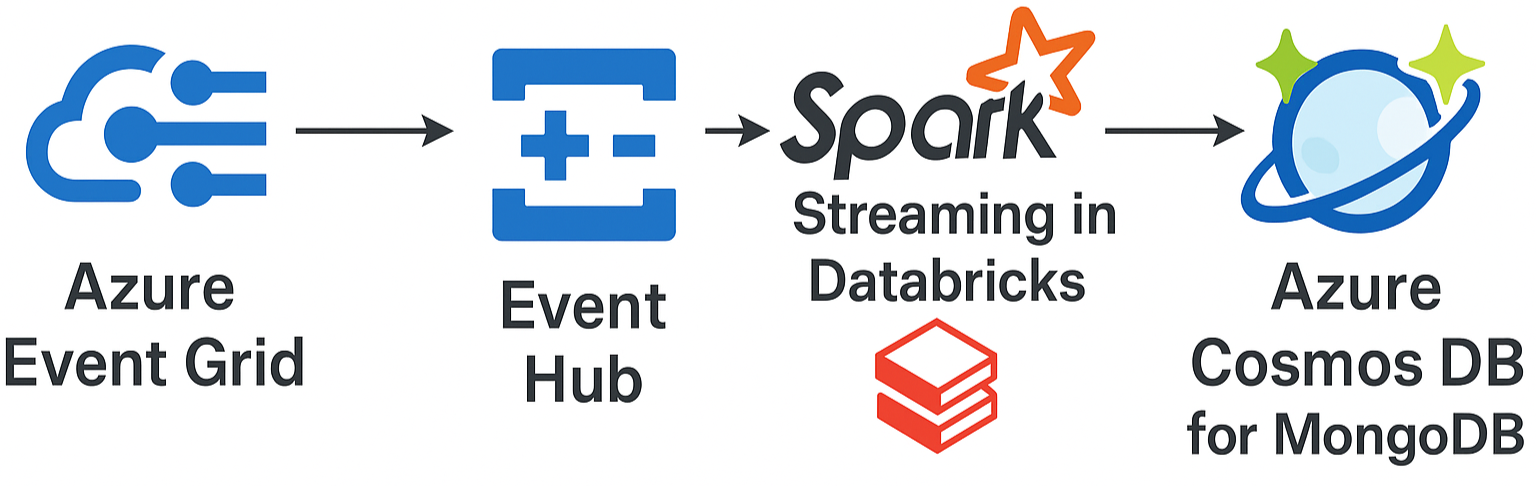 Azure
Event Grid
Event
Hub
Spark
Streaming in
Databricks
Azure
Cosmos DB
for MongoDB